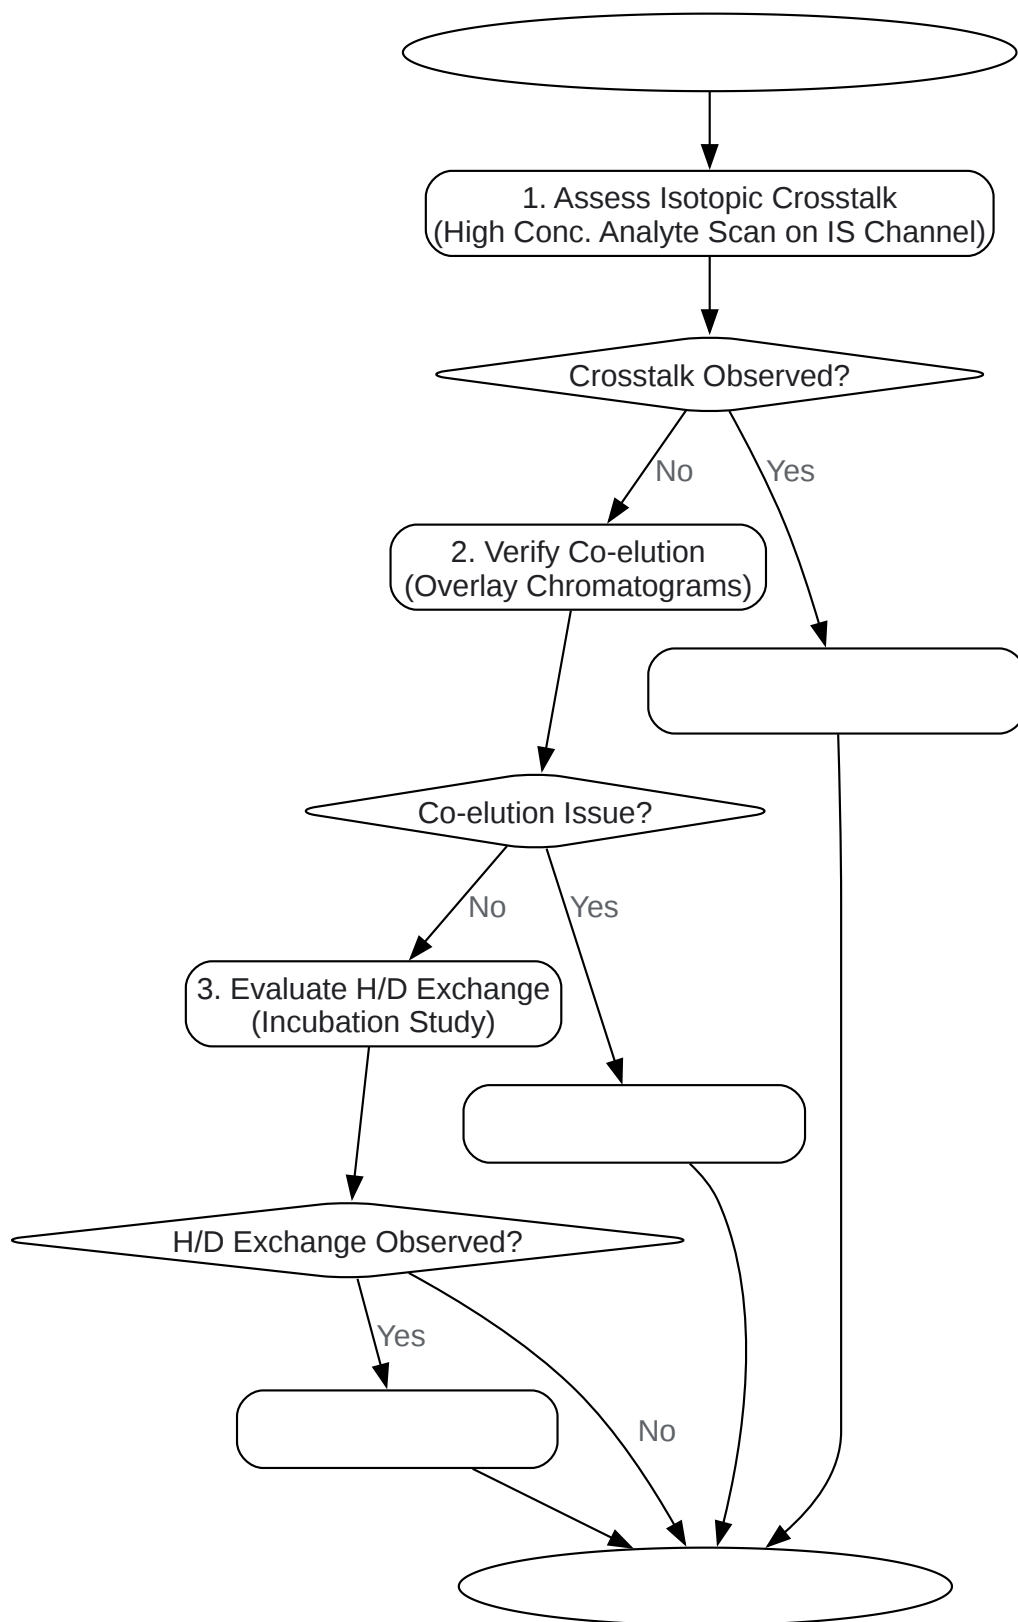 1. Assess Isotopic Crosstalk
(High Conc. Analyte Scan on IS Channel)
Crosstalk Observed?
No
Yes
2. Verify Co-elution
(Overlay Chromatograms)
Co-elution Issue?
No
Yes
3. Evaluate H/D Exchange
(Incubation Study)
H/D Exchange Observed?
Yes
No